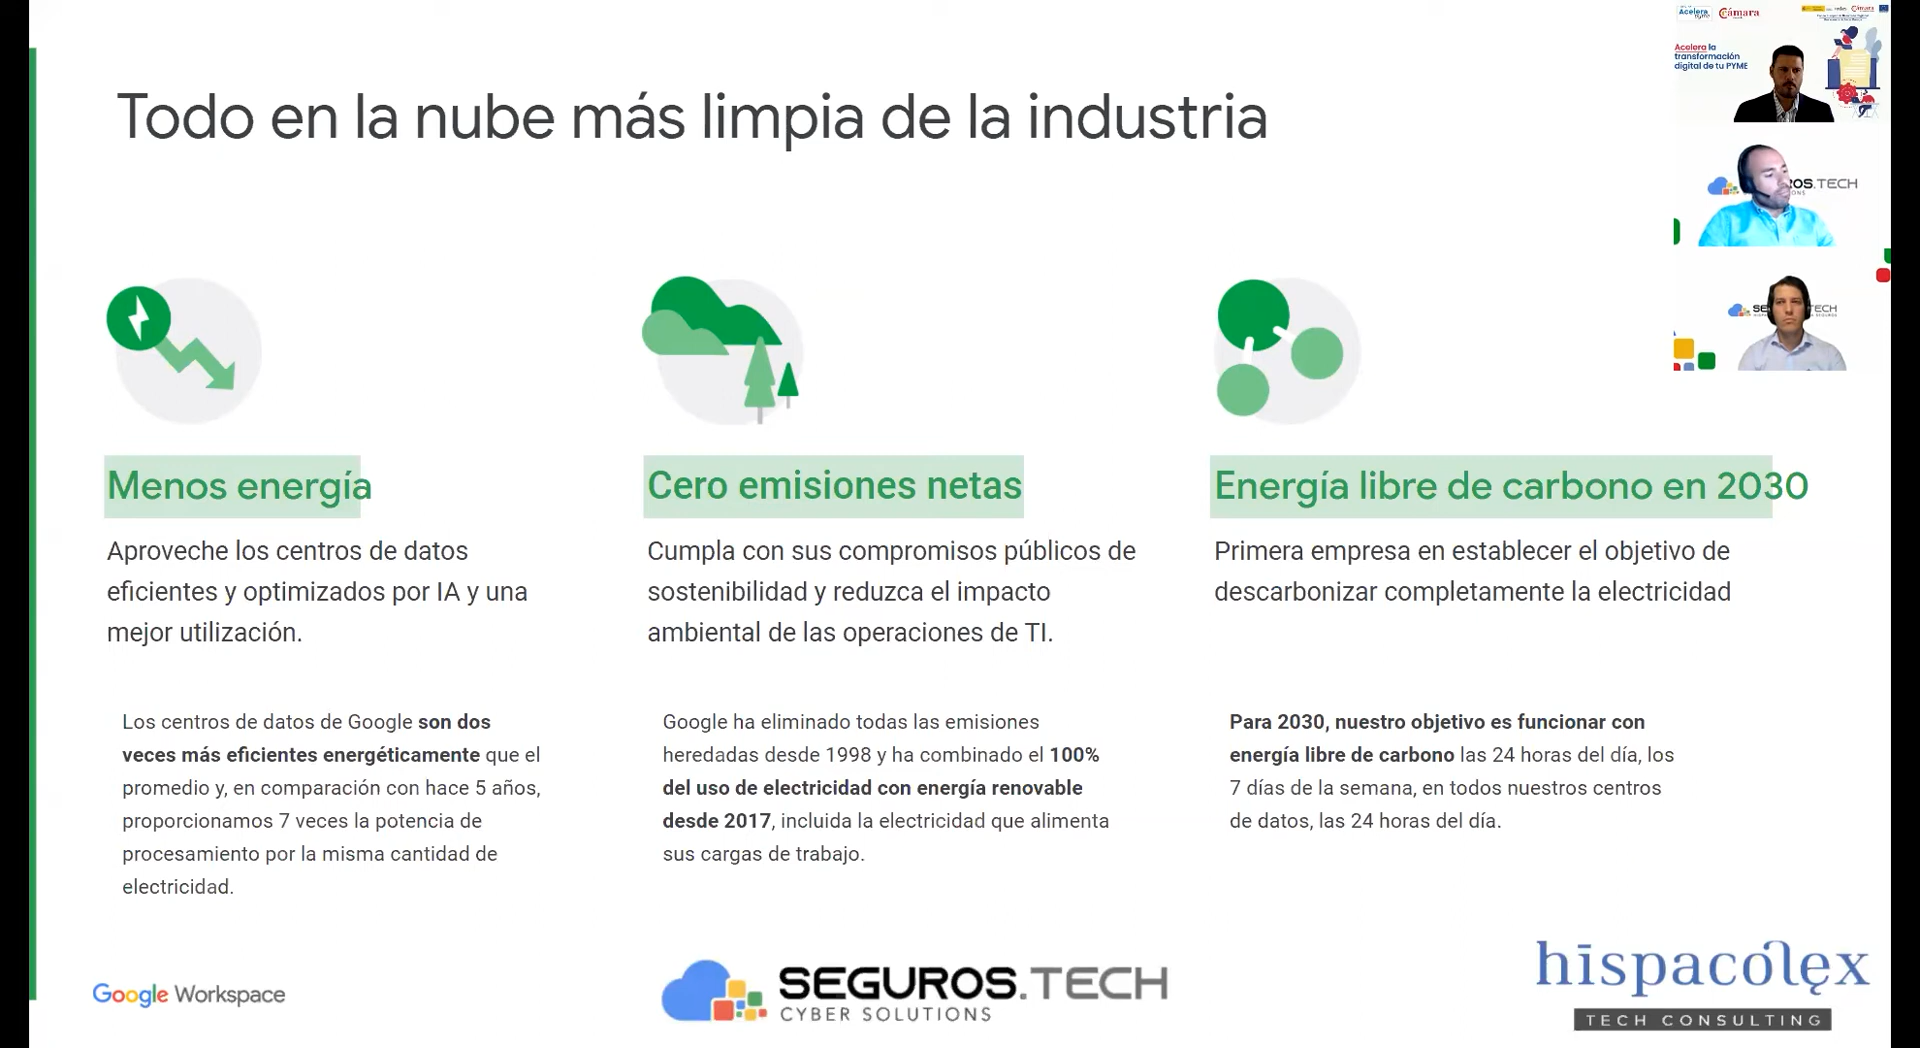 Todo en la nube más limpia de la industria
Acelera pyme
Cámara
Acelera la
transformación
digital de tu PYME
OS.TECH
SE TECH
Menos energía
Aproveche los centros de datos
eficientes y optimizados por IA y una
mejor utilización.
Los centros de datos de Google son dos
veces más eficientes energéticamente que el
promedio y, en comparación con hace 5 años,
proporcionamos 7 veces la potencia de
procesamiento por la misma cantidad de
electricidad.
Cero emisiones netas
Cumpla con sus compromisos públicos de
sostenibilidad y reduzca el impacto
ambiental de las operaciones de TI.
Google ha eliminado todas las emisiones
heredadas desde 1998 y ha combinado el 100%
del uso de electricidad con energía renovable
desde 2017, incluida la electricidad que alimenta
sus cargas de trabajo.
Energía libre de carbono en 2030
Primera empresa en establecer el objetivo de
descarbonizar completamente la electricidad
Para 2030, nuestro objetivo es funcionar con
energía libre de carbono las 24 horas del día, los
7 días de la semana, en todos nuestros centros
de datos, las 24 horas del día.
Google Workspace
SEGUROS.TECH
CYBER SOLUTIONS
hispacolex
TECH CONSULTING